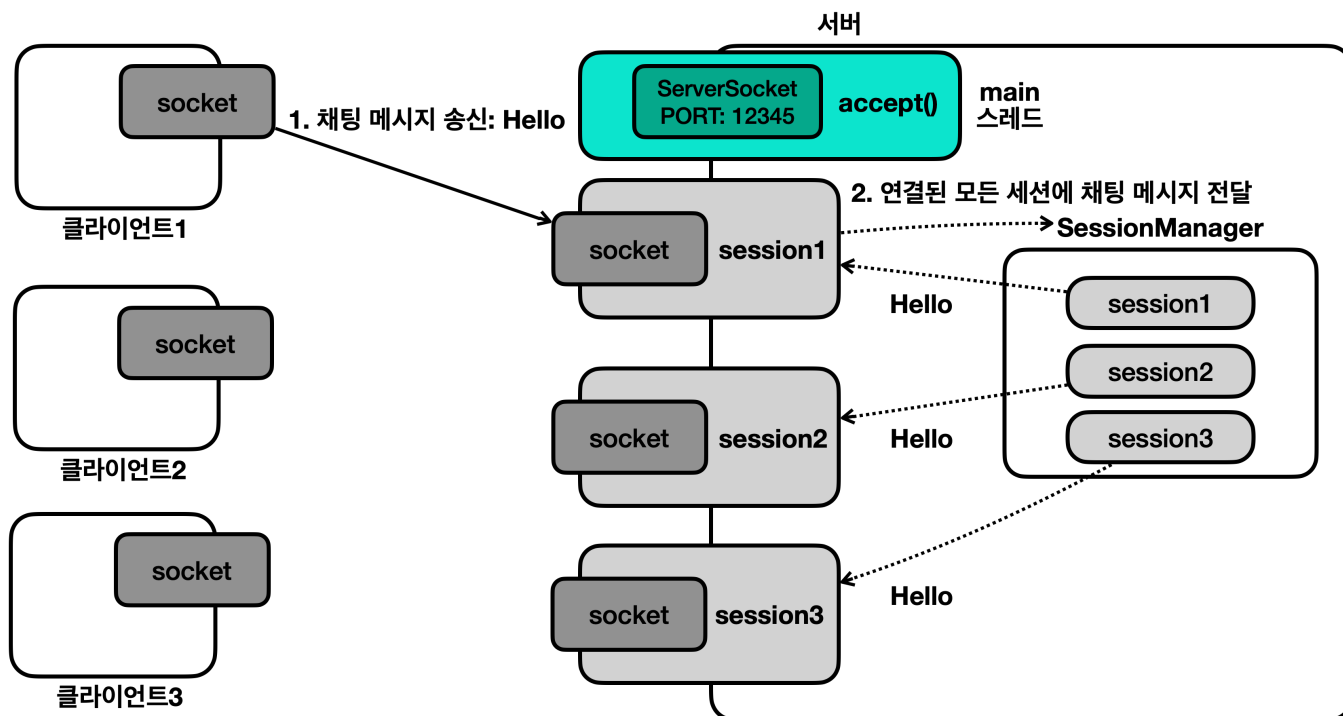 서버
socket
ServerSocket
PORT: 12345
accept()
main
스레드
1. 채팅 메시지 송신: Hello
클라이언트1
2. 연결된 모든 세션에 채팅 메시지 전달
SessionManager
socket
session1
Hello
session1
socket
클라이언트2
socket
session2
Hello
session2
session3
socket
클라이언트3
socket
session3
Hello